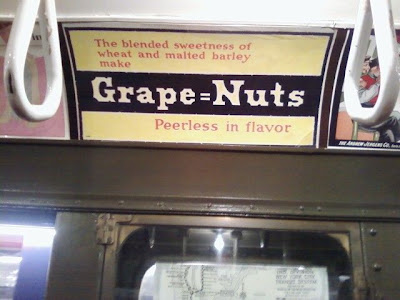 The blended sweetness of
wheat and malted barley
make
Grape=Nuts
Peerless in flavor
THE ANDREW JERGENS CO.